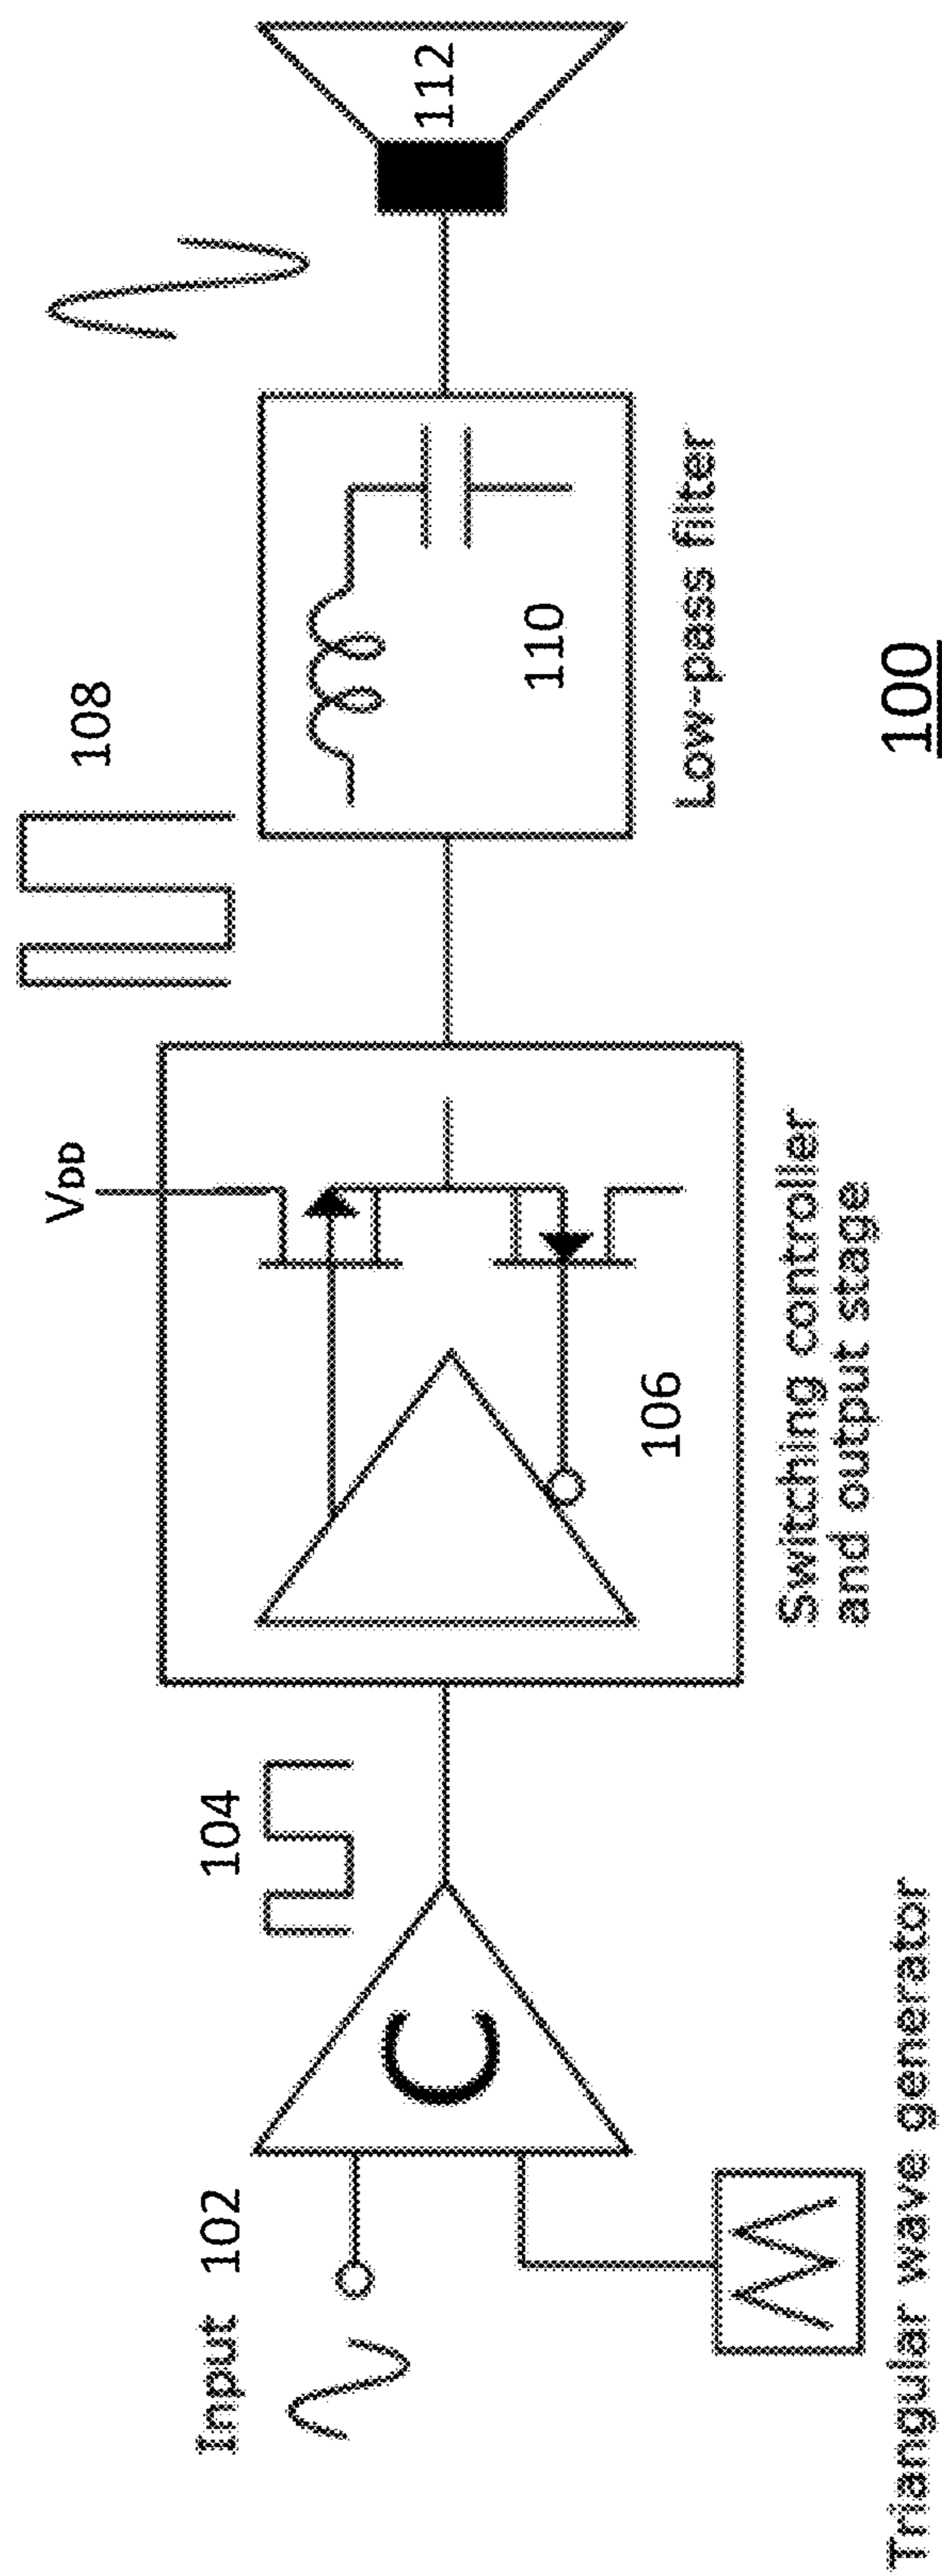 Input 102
Triangular wave generator
C
104
106
Switching controller
and output stage
VDD
108
110
Low-pass filter
112
100